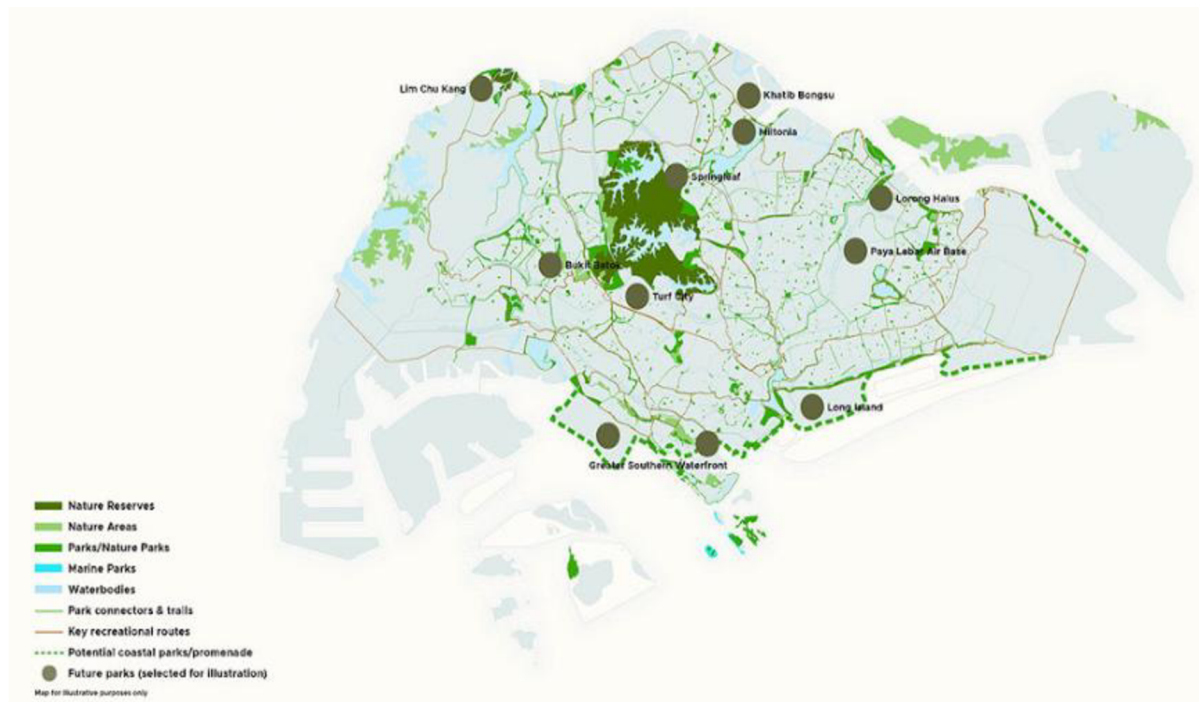 Lim Chu Kang
Khatib Bongsu
Miltonia
Springleaf
Lorong Halus
Paya Lebar Air Base
Bukit Batok
Turf City
Long Island
Greater Southern Waterfront
Nature Reserves
Nature Areas
Parks/Nature Parks
Marine Parks
Waterbodies
Park connectors & trails
Key recreational routes
Potential coastal parks/promenade
Future parks (selected for illustration)
Map for illustrative purposes only